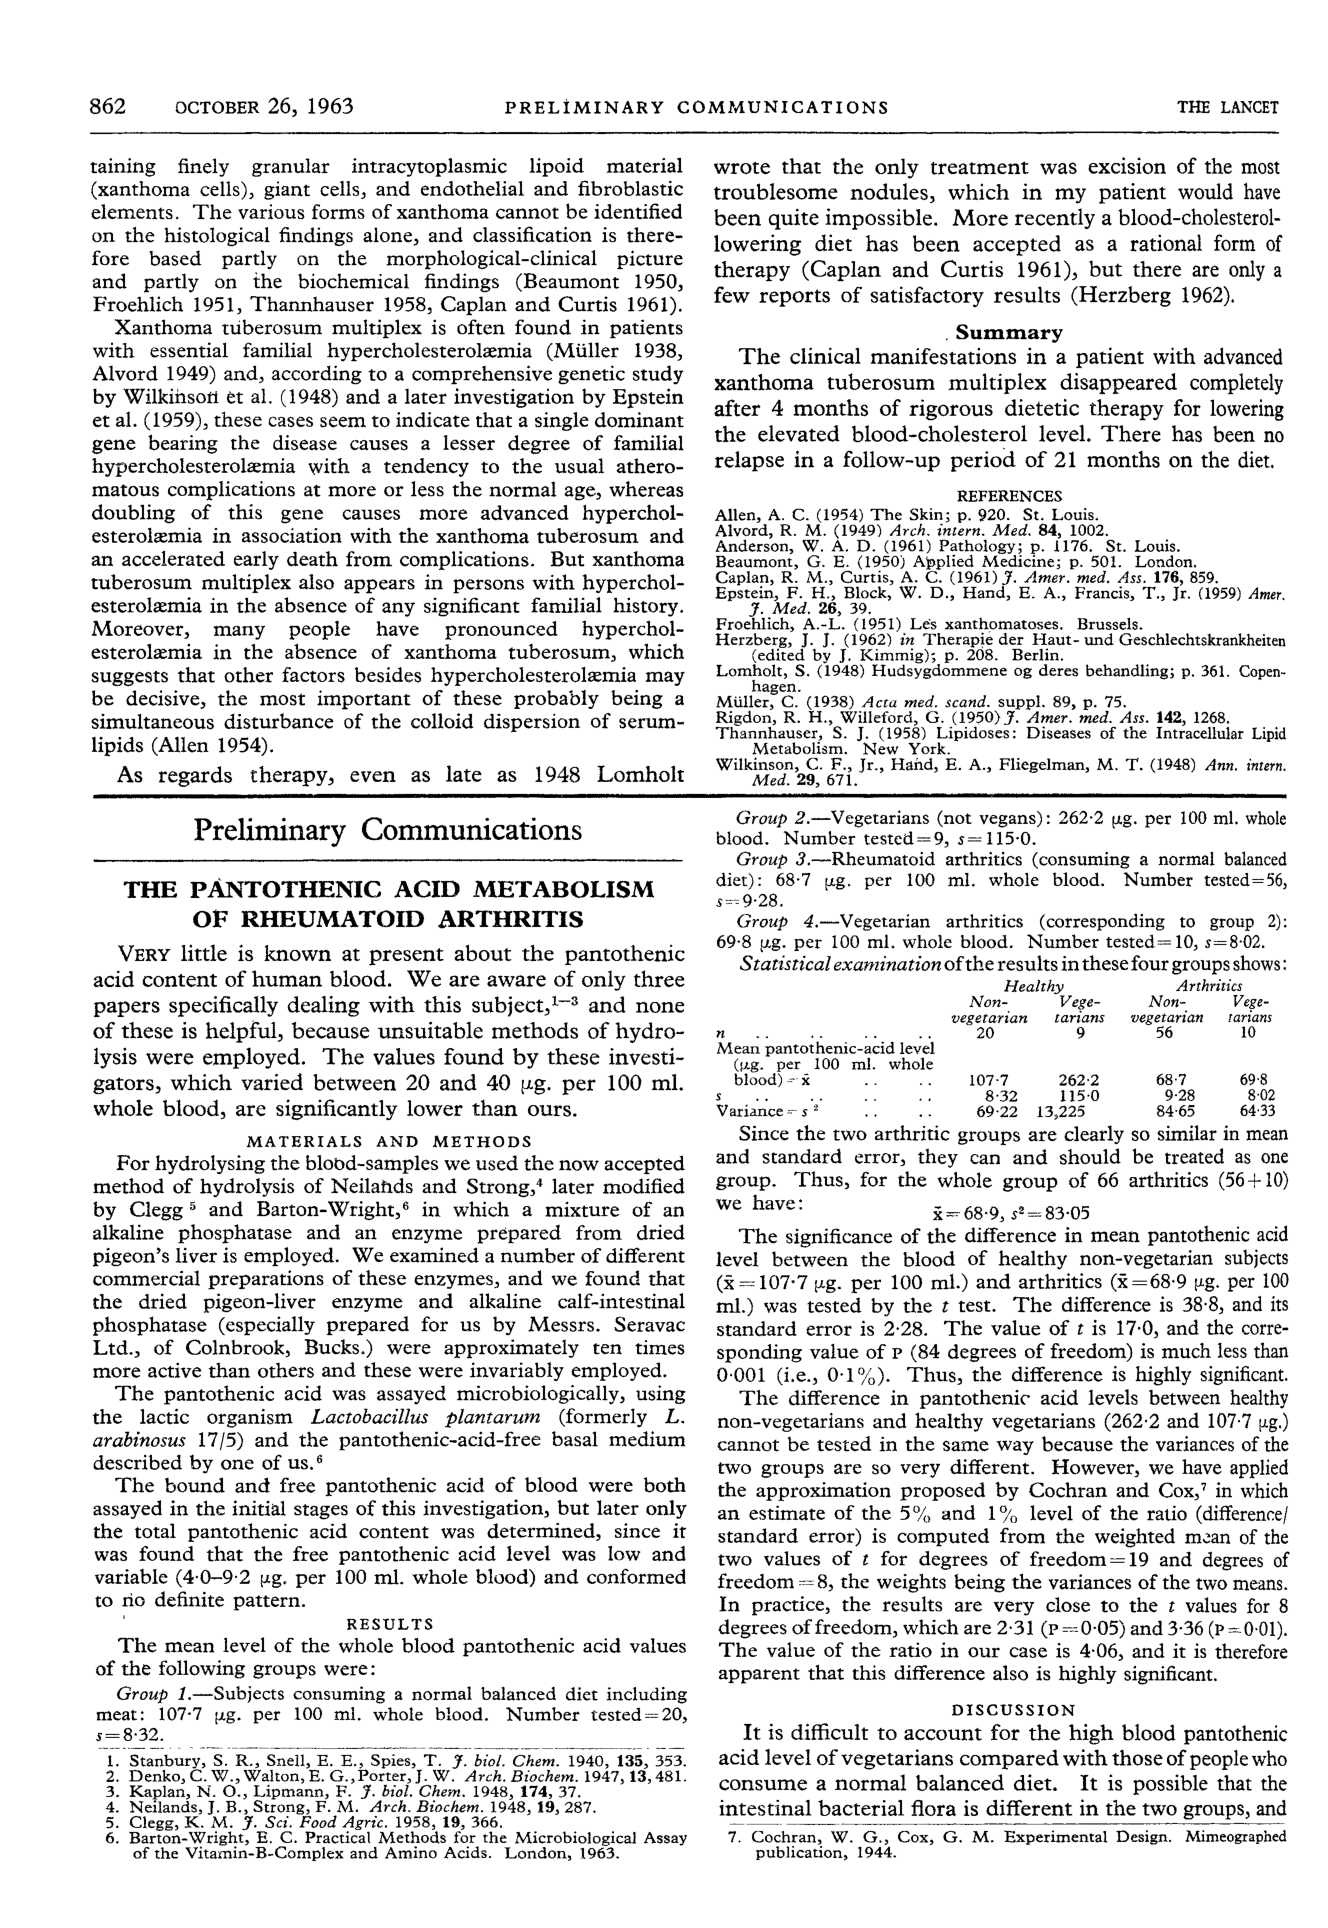 862 OCTOBER 26, 1963 PRELIMINARY COMMUNICATIONS THE LANCET
taining finely granular intracytoplasmic lipoid material
(xanthoma cells), giant cells, and endothelial and fibroblastic
elements. The various forms of xanthoma cannot be identified
on the histological findings alone, and classification is there-
fore based partly on the morphological-clinical picture
and partly on the biochemical findings (Beaumont 1950,
Froehlich 1951, Thannhauser 1958, Caplan and Curtis 1961).
Xanthoma tuberosum multiplex is often found in patients
with essential familial hypercholesterolæmia (Müller 1938,
Alvord 1949) and, according to a comprehensive genetic study
by Wilkinson et al. (1948) and a later investigation by Epstein
et al. (1959), these cases seem to indicate that a single dominant
gene bearing the disease causes a lesser degree of familial
hypercholesterolæmia with a tendency to the usual athero-
matous complications at more or less the normal age, whereas
doubling of this gene causes more advanced hyperchol-
esterolæmia in association with the xanthoma tuberosum and
an accelerated early death from complications. But xanthoma
tuberosum multiplex also appears in persons with hyperchol-
esterolæmia in the absence of any significant familial history.
Moreover, many people have pronounced hyperchol-
esterolæmia in the absence of xanthoma tuberosum, which
suggests that other factors besides hypercholesterolæmia may
be decisive, the most important of these probably being a
simultaneous disturbance of the colloid dispersion of serum-
lipids (Allen 1954).
As regards therapy, even as late as 1948 Lomholt
wrote that the only treatment was excision of the most
troublesome nodules, which in my patient would have
been quite impossible. More recently a blood-cholesterol-
lowering diet has been accepted as a rational form of
therapy (Caplan and Curtis 1961), but there are only a
few reports of satisfactory results (Herzberg 1962).
Summary
The clinical manifestations in a patient with advanced
xanthoma tuberosum multiplex disappeared completely
after 4 months of rigorous dietetic therapy for lowering
the elevated blood-cholesterol level. There has been no
relapse in a follow-up period of 21 months on the diet.
REFERENCES
Allen, A. C. (1954) The Skin; p. 920. St. Louis.
Alvord, R. M. (1949) Arch. intern. Med. 84, 1002.
Anderson, W. A. D. (1961) Pathology; p. 1176. St. Louis.
Beaumont, G. E. (1950) Applied Medicine; p. 501. London.
Caplan, R. M., Curtis, A. C. (1961) J. Amer. med. Ass. 176, 859.
Epstein, F. H., Block, W. D., Hand, E. A., Francis, T., Jr. (1959) Amer.
J. Med. 26, 39.
Froehlich, A.-L. (1951) Les xanthomatoses. Brussels.
Herzberg, J. J. (1962) in Therapie der Haut- und Geschlechtskrankheiten
(edited by J. Kimmig); p. 208. Berlin.
Lomholt, S. (1948) Hudsygdommene og deres behandling; p. 361. Copen-
hagen.
Müller, C. (1938) Acta med. scand. suppl. 89, p. 75.
Rigdon, R. H., Willeford, G. (1950) J. Amer. med. Ass. 142, 1268.
Thannhauser, S. J. (1958) Lipidoses: Diseases of the Intracellular Lipid
Metabolism. New York.
Wilkinson, C. F., Jr., Hand, E. A., Fliegelman, M. T. (1948) Ann. intern.
Med. 29, 671.
Preliminary Communications
THE PANTOTHENIC ACID METABOLISM
OF RHEUMATOID ARTHRITIS
VERY little is known at present about the pantothenic
acid content of human blood. We are aware of only three
papers specifically dealing with this subject,1–3 and none
of these is helpful, because unsuitable methods of hydro-
lysis were employed. The values found by these investi-
gators, which varied between 20 and 40 μg. per 100 ml.
whole blood, are significantly lower than ours.
MATERIALS AND METHODS
For hydrolysing the blood-samples we used the now accepted
method of hydrolysis of Neilands and Strong,4 later modified
by Clegg 5 and Barton-Wright,6 in which a mixture of an
alkaline phosphatase and an enzyme prepared from dried
pigeon's liver is employed. We examined a number of different
commercial preparations of these enzymes, and we found that
the dried pigeon-liver enzyme and alkaline calf-intestinal
phosphatase (especially prepared for us by Messrs. Seravac
Ltd., of Colnbrook, Bucks.) were approximately ten times
more active than others and these were invariably employed.
The pantothenic acid was assayed microbiologically, using
the lactic organism Lactobacillus plantarum (formerly L.
arabinosus 17/5) and the pantothenic-acid-free basal medium
described by one of us.6
The bound and free pantothenic acid of blood were both
assayed in the initial stages of this investigation, but later only
the total pantothenic acid content was determined, since it
was found that the free pantothenic acid level was low and
variable (4·0–9·2 μg. per 100 ml. whole blood) and conformed
to no definite pattern.
RESULTS
The mean level of the whole blood pantothenic acid values
of the following groups were:
Group 1.—Subjects consuming a normal balanced diet including
meat: 107·7 μg. per 100 ml. whole blood. Number tested=20,
s=8·32.
1. Stanbury, S. R., Snell, E. E., Spies, T. J. biol. Chem. 1940, 135, 353.
2. Denko, C. W., Walton, E. G., Porter, J. W. Arch. Biochem. 1947, 13, 481.
3. Kaplan, N. O., Lipmann, F. J. biol. Chem. 1948, 174, 37.
4. Neilands, J. B., Strong, F. M. Arch. Biochem. 1948, 19, 287.
5. Clegg, K. M. J. Sci. Food Agric. 1958, 19, 366.
6. Barton-Wright, E. C. Practical Methods for the Microbiological Assay
of the Vitamin-B-Complex and Amino Acids. London, 1963.
Group 2.—Vegetarians (not vegans): 262·2 μg. per 100 ml. whole
blood. Number tested=9, s=115·0.
Group 3.—Rheumatoid arthritics (consuming a normal balanced
diet): 68·7 μg. per 100 ml. whole blood. Number tested=56,
s=9·28.
Group 4.—Vegetarian arthritics (corresponding to group 2):
69·8 μg. per 100 ml. whole blood. Number tested=10, s=8·02.
Statistical examination of the results in these four groups shows:
Healthy Arthritics
Non- Vege- Non- Vege-
vegetarian tarians vegetarian tarians
n .. .. .. .. 20 9 56 10
Mean pantothenic-acid level
(μg. per 100 ml. whole
blood)=x̄ .. .. 107·7 262·2 68·7 69·8
s .. .. .. .. 8·32 115·0 9·28 8·02
Variance=s² .. .. 69·22 13,225 84·65 64·33
Since the two arthritic groups are clearly so similar in mean
and standard error, they can and should be treated as one
group. Thus, for the whole group of 66 arthritics (56+10)
we have:
x̄=68·9, s²=83·05
The significance of the difference in mean pantothenic acid
level between the blood of healthy non-vegetarian subjects
(x̄=107·7 μg. per 100 ml.) and arthritics (x̄=68·9 μg. per 100
ml.) was tested by the t test. The difference is 38·8, and its
standard error is 2·28. The value of t is 17·0, and the corre-
sponding value of P (84 degrees of freedom) is much less than
0·001 (i.e., 0·1%). Thus, the difference is highly significant.
The difference in pantothenic acid levels between healthy
non-vegetarians and healthy vegetarians (262·2 and 107·7 μg.)
cannot be tested in the same way because the variances of the
two groups are so very different. However, we have applied
the approximation proposed by Cochran and Cox,7 in which
an estimate of the 5% and 1% level of the ratio (difference/
standard error) is computed from the weighted mean of the
two values of t for degrees of freedom=19 and degrees of
freedom=8, the weights being the variances of the two means.
In practice, the results are very close to the t values for 8
degrees of freedom, which are 2·31 (P=0·05) and 3·36 (P=0·01).
The value of the ratio in our case is 4·06, and it is therefore
apparent that this difference also is highly significant.
DISCUSSION
It is difficult to account for the high blood pantothenic
acid level of vegetarians compared with those of people who
consume a normal balanced diet. It is possible that the
intestinal bacterial flora is different in the two groups, and
7. Cochran, W. G., Cox, G. M. Experimental Design. Mimeographed
publication, 1944.